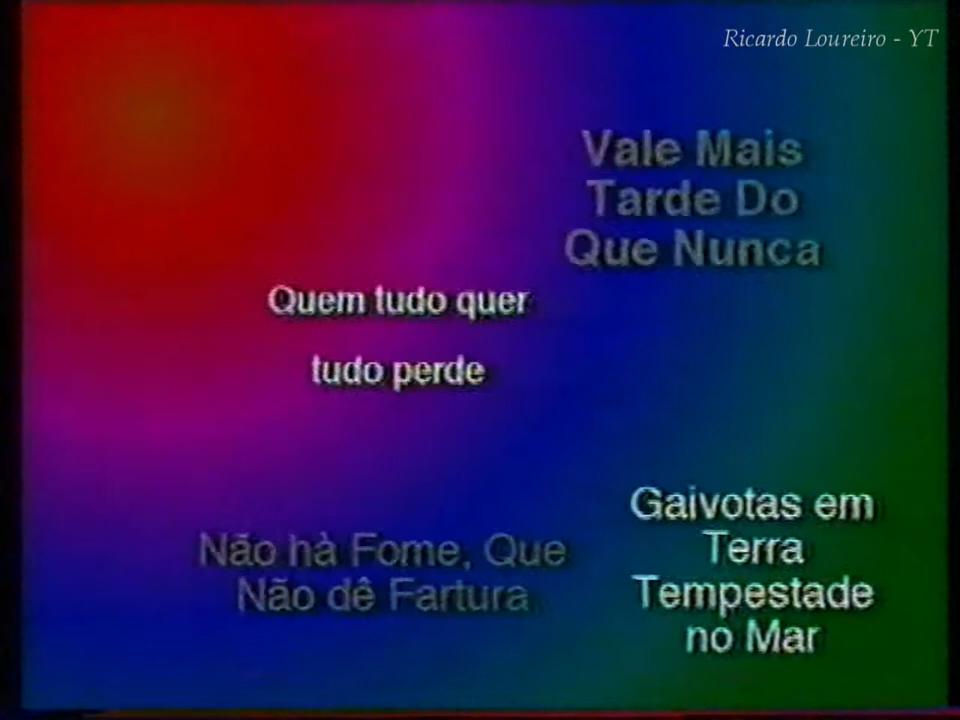 Ricardo Loureiro - YT
Vale Mais
Tarde Do
Que Nunca
Quem tudo quer
tudo perde
Não hà Fome, Que
Não dê Fartura
Gaivotas em
Terra
Tempestade
no Mar